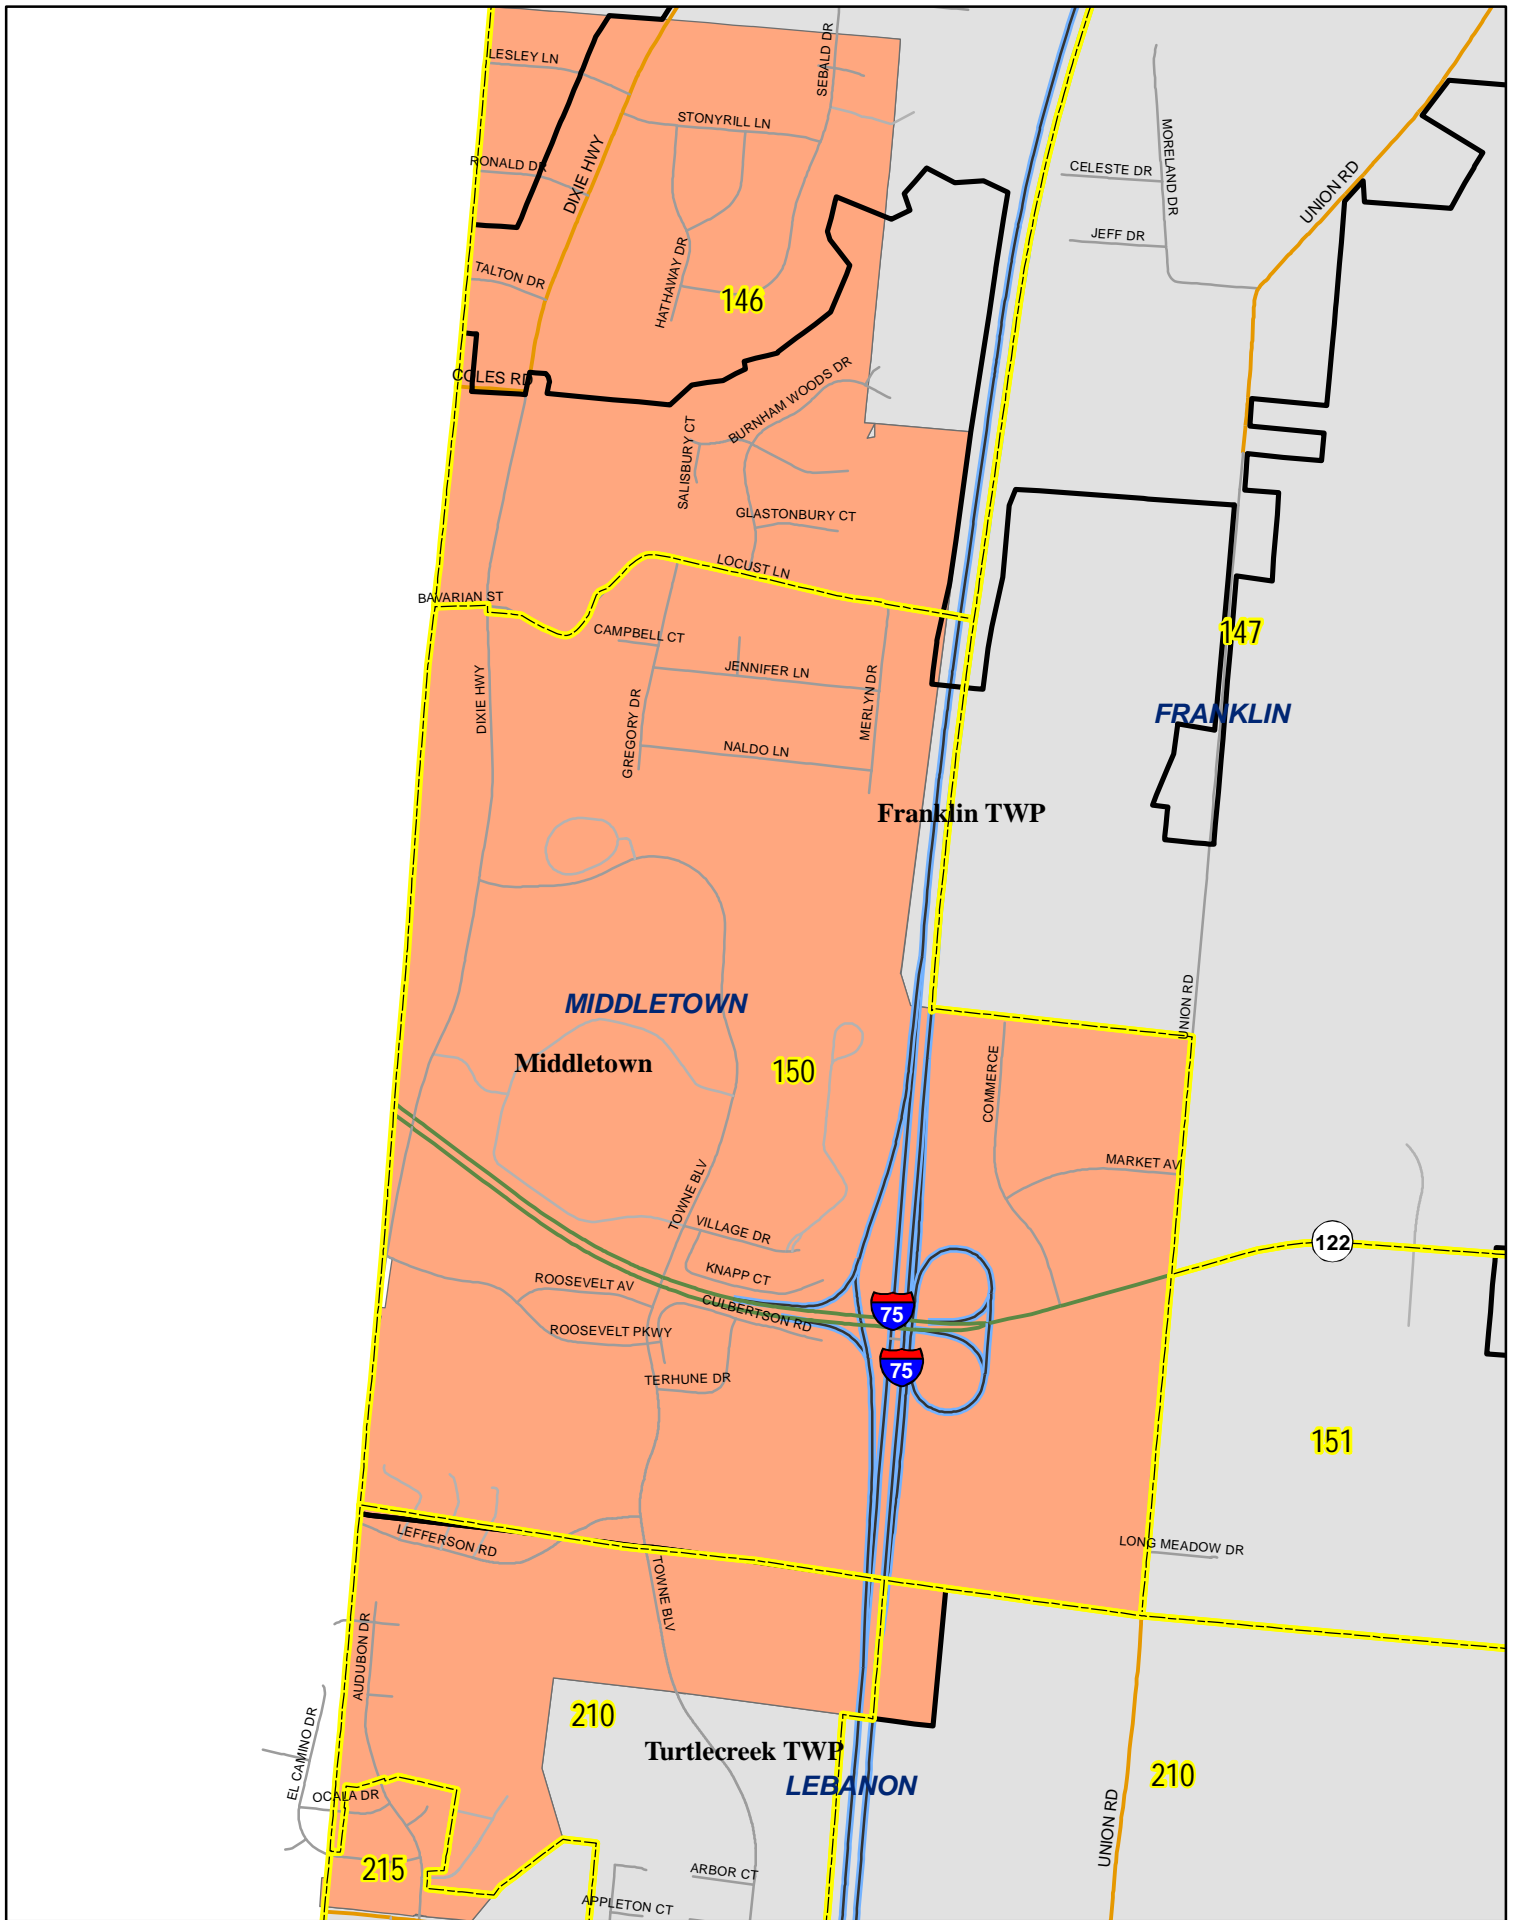 LESLEY LN
SEBALD DR
STONYRILL LN
MORELAND DR
RONALD DR
DIXIE HWY
CELESTE DR
UNION RD
JEFF DR
TALTON DR
HATHAWAY DR
146
COLES RD
BURNHAM WOODS DR
SALISBURY CT
GLASTONBURY CT
LOCUST LN
BAVARIAN ST
CAMPBELL CT
147
JENNIFER LN
DIXIE HWY
GREGORY DR
MERLYN DR
FRANKLIN
NALDO LN
Franklin TWP
MIDDLETOWN
UNION RD
Middletown
150
COMMERCE
MARKET AV
TOWNE BLV
VILLAGE DR
122
KNAPP CT
ROOSEVELT AV
CULBERTSON RD
75
ROOSEVELT PKWY
75
TERHUNE DR
151
LEFFERSON RD
LONG MEADOW DR
TOWNE BLV
AUDUBON DR
210
EL CAMINO DR
Turtlecreek TWP
210
LEBANON
OCALA DR
UNION RD
215
ARBOR CT
APPLETON CT